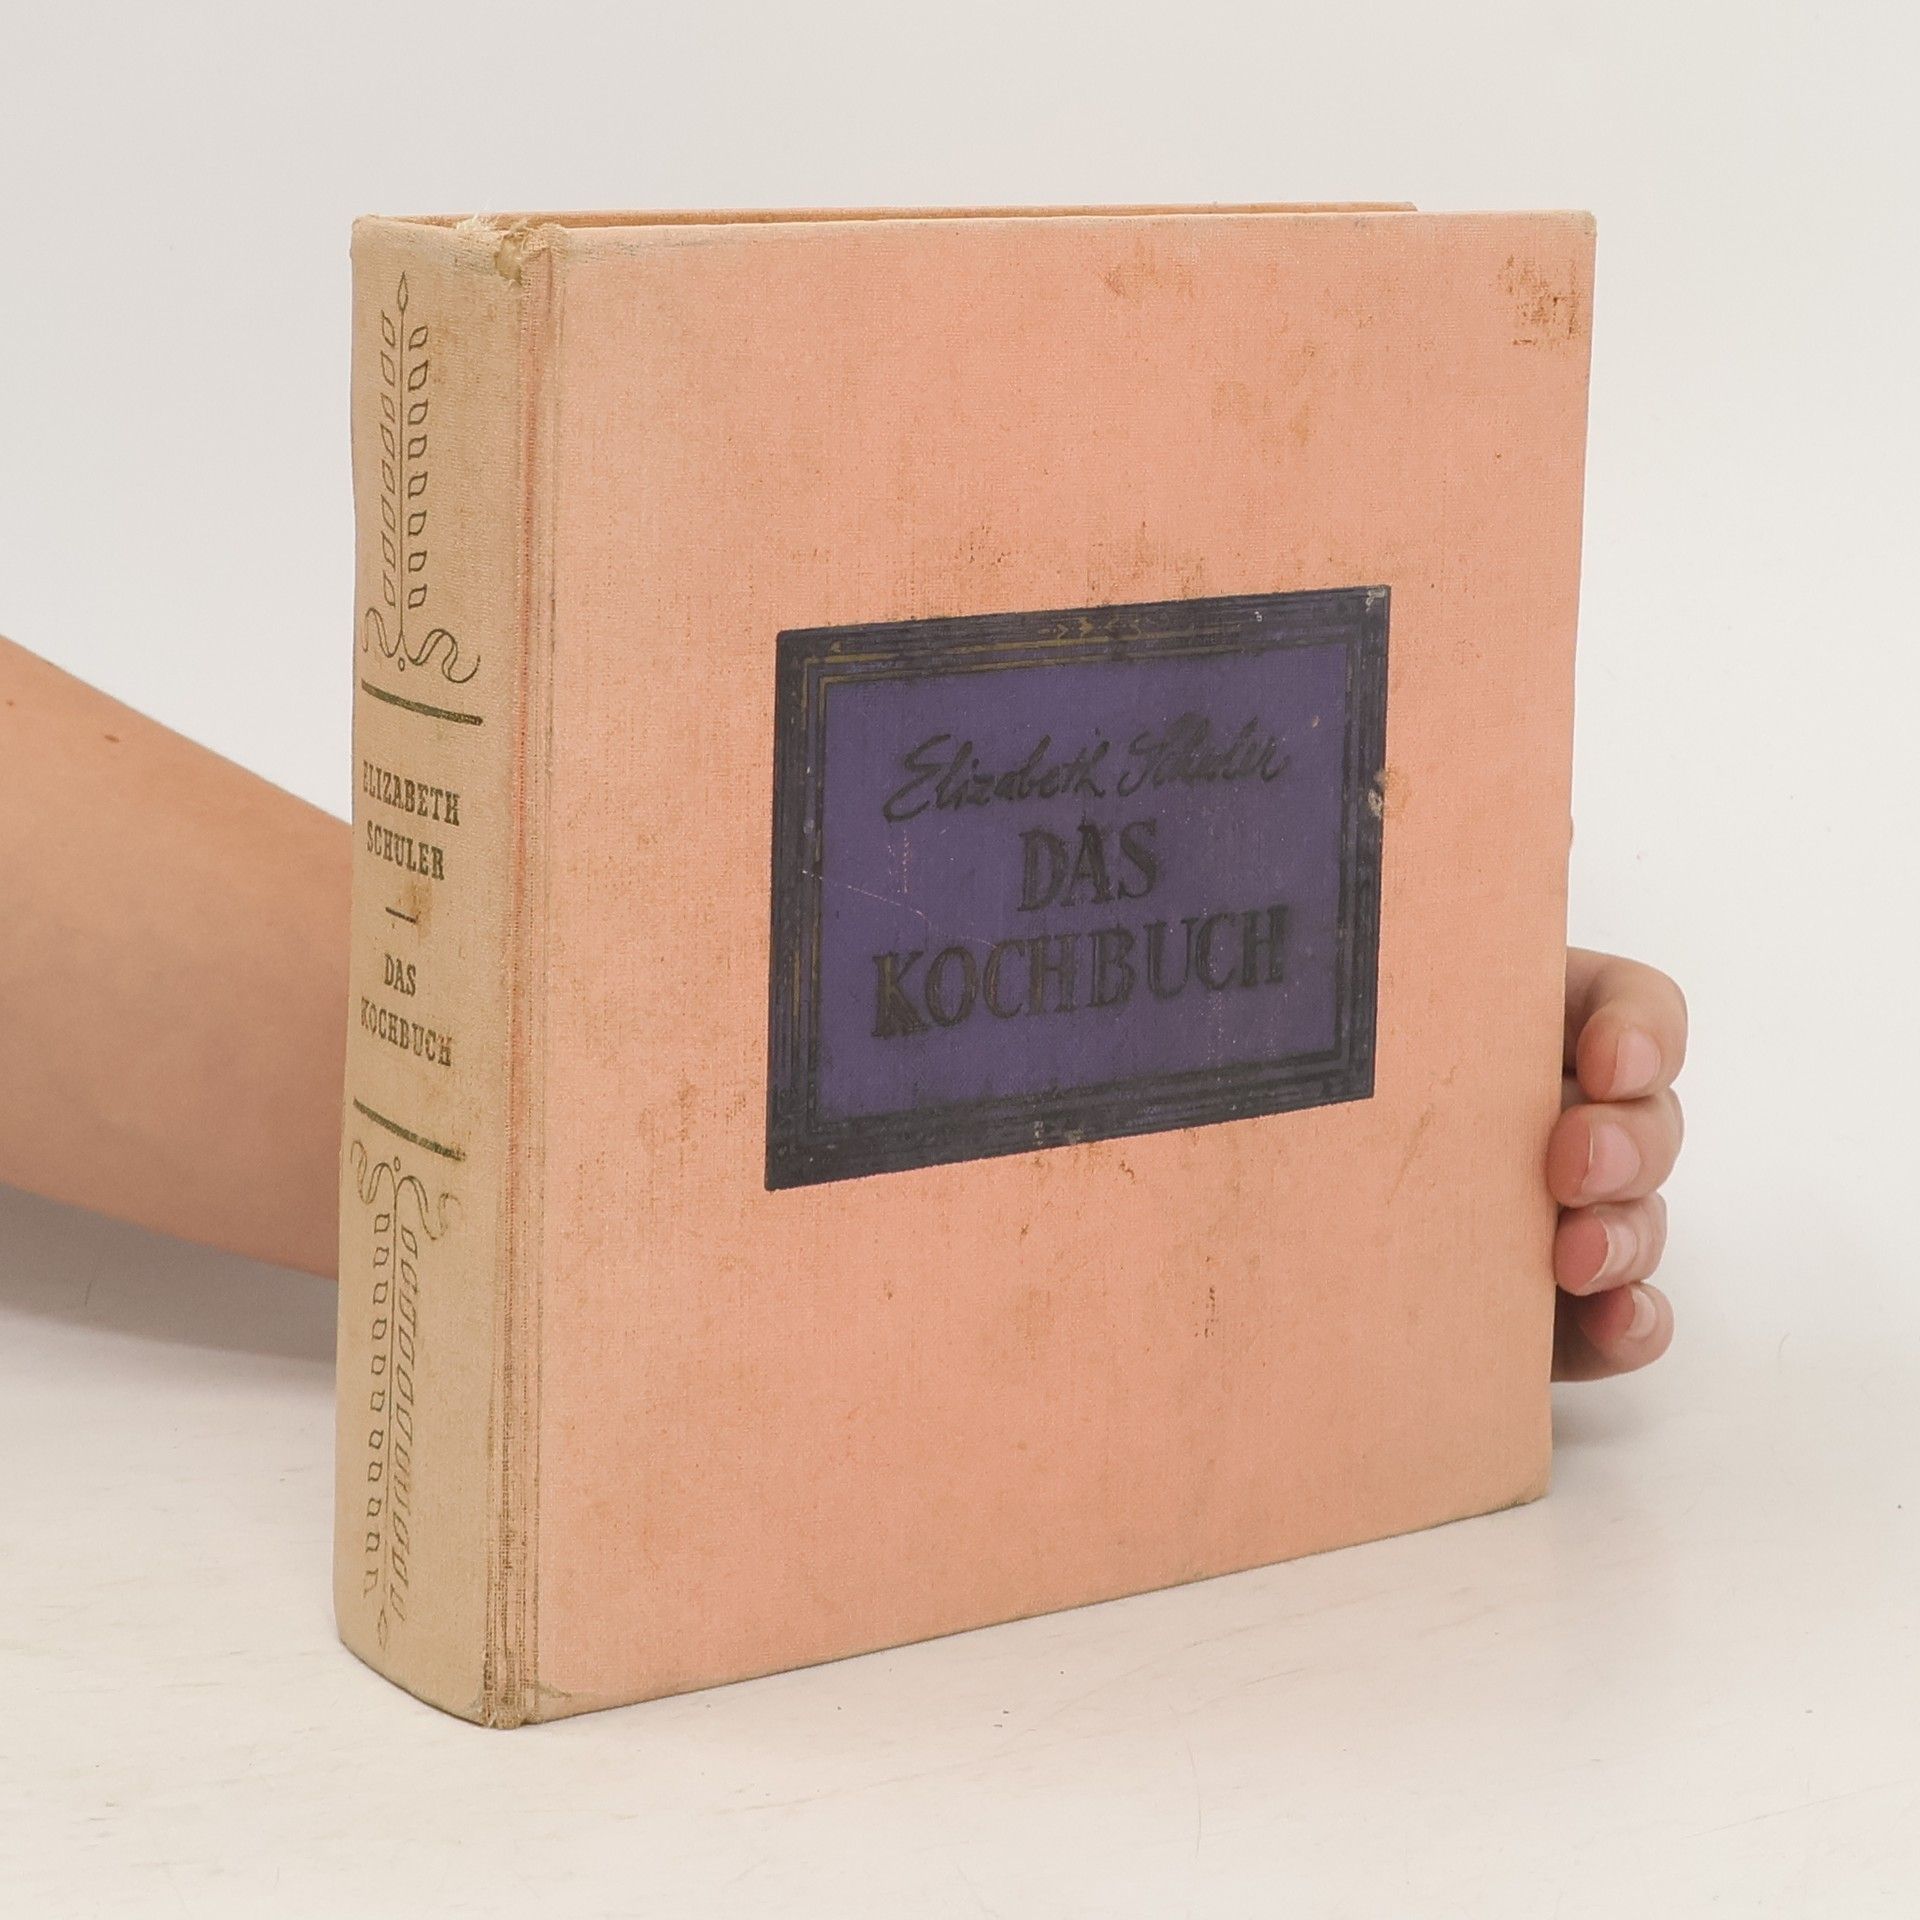 ELIZABETH
SCHULER
DAS
KOCHBUCH
Elizabeth Schuler
DAS
KOCHBUCH